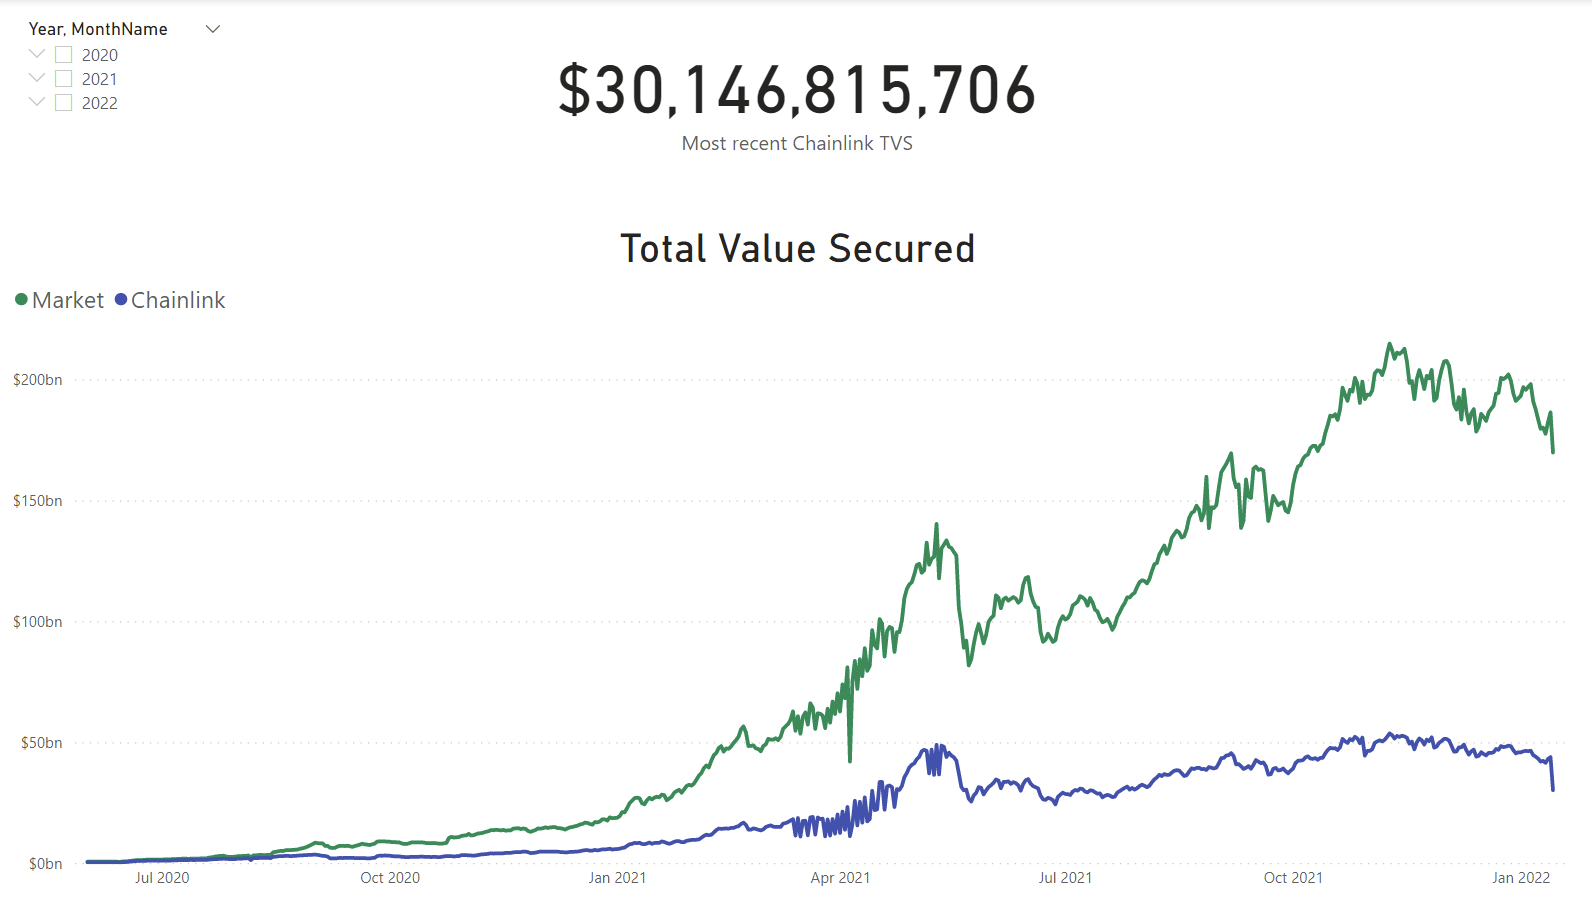 Year, MonthName
2020
2021
2022
$30,146,815,706
Most recent Chainlink TVS
Total Value Secured
Market Chainlink
$200bn
$150bn
$100bn
$50bn
$0bn
Jul 2020 Oct 2020 Jan 2021 Apr 2021 Jul 2021 Oct 2021 Jan 2022